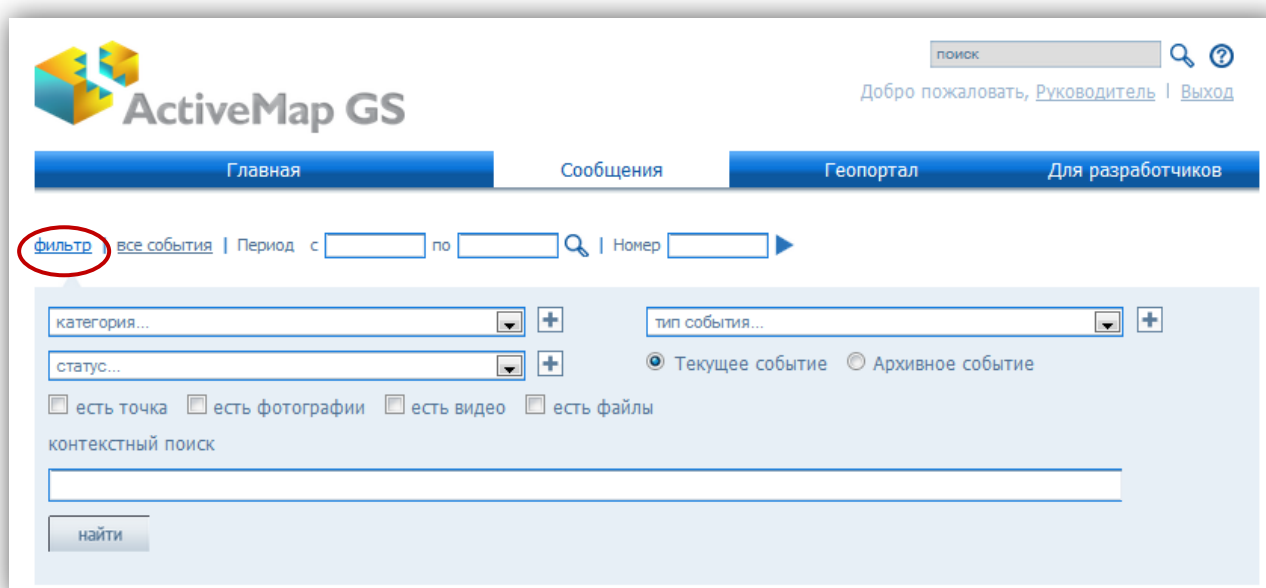 поиск
Добро пожаловать, Руководитель | Выход
ActiveMap GS
Главная Сообщения Геопортал Для разработчиков
фильтр | все события | Период с по | Номер
категория... тип события...
статус... Текущее событие Архивное событие
есть точка есть фотографии есть видео есть файлы
контекстный поиск
найти